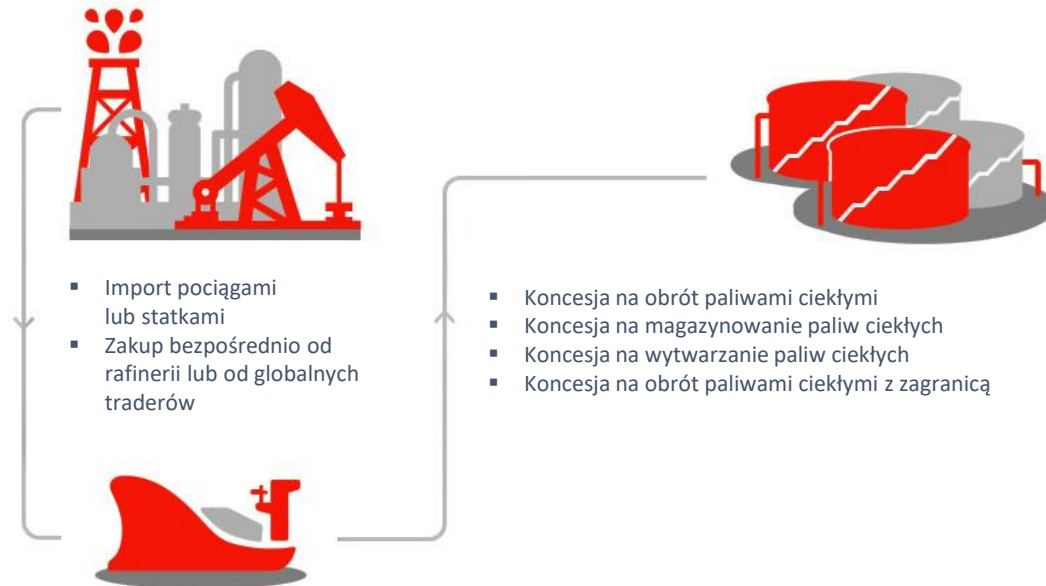 ▪ Import pociągami
lub statkami
▪ Zakup bezpośrednio od
rafinerii lub od globalnych
traderów
▪ Koncesja na obrót paliwami ciekłymi
▪ Koncesja na magazynowanie paliw ciekłych
▪ Koncesja na wytwarzanie paliw ciekłych
▪ Koncesja na obrót paliwami ciekłymi z zagranicą